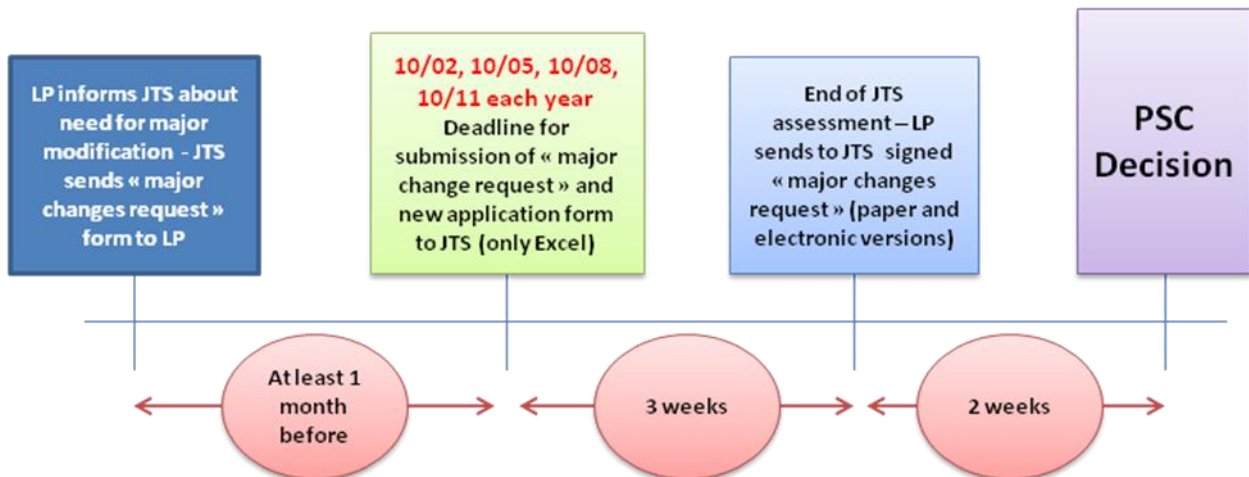 LP informs JTS about
need for major
modification - JTS
sends « major
changes request »
form to LP
10/02, 10/05, 10/08,
10/11 each year
Deadline for
submission of « major
change request » and
new application form
to JTS (only Excel)
End of JTS
assessment – LP
sends to JTS signed
« major changes
request » (paper and
electronic versions)
PSC
Decision
At least 1
month
before
3 weeks
2 weeks